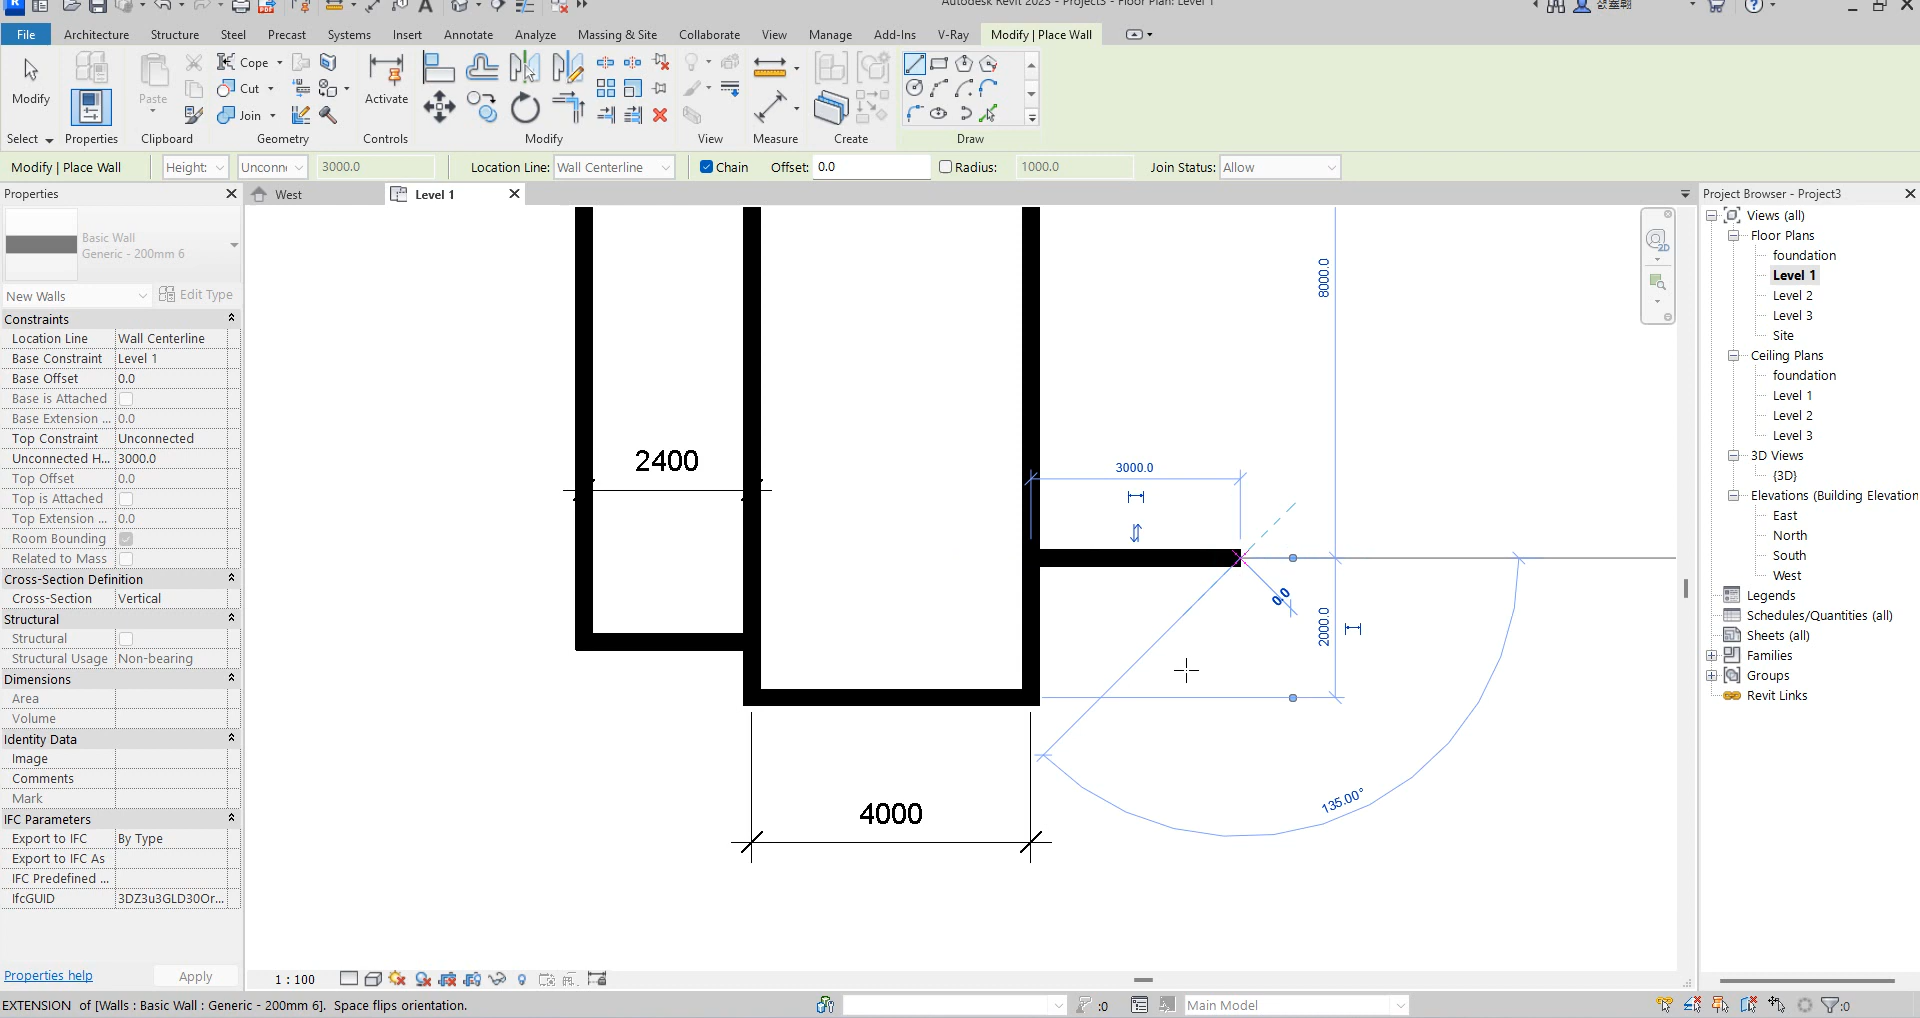 Autodesk Revit 2023 - Project3 - Floor Plan: Level 1
File Architecture Structure Steel Precast Systems Insert Annotate Analyze Massing & Site Collaborate View Manage Add-Ins V-Ray Modify | Place Wall
Cope
Cut
Join
Modify Paste Activate
Select Properties Clipboard Geometry Controls Modify View Measure Create Draw
Modify | Place Wall Height: Unconn 3000.0 Location Line: Wall Centerline Chain Offset: 0.0 Radius: 1000.0 Join Status: Allow
Properties
West
Level 1
Project Browser - Project3
Basic Wall
Generic - 200mm 6
New Walls Edit Type
Constraints
Location Line Wall Centerline
Base Constraint Level 1
Base Offset 0.0
Base is Attached
Base Extension ... 0.0
Top Constraint Unconnected
Unconnected H... 3000.0
Top Offset 0.0
Top is Attached
Top Extension ... 0.0
Room Bounding
Related to Mass
Cross-Section Definition
Cross-Section Vertical
Structural
Structural
Structural Usage Non-bearing
Dimensions
Area
Volume
Identity Data
Image
Comments
Mark
IFC Parameters
Export to IFC By Type
Export to IFC As
IFC Predefined ...
IfcGUID 3DZ3u3GLD30Or...
Properties help Apply
2D
8000.0
2400
3000.0
0.0
2000.0
135.00°
4000
Views (all)
Floor Plans
foundation
Level 1
Level 2
Level 3
Site
Ceiling Plans
foundation
Level 1
Level 2
Level 3
3D Views
{3D}
Elevations (Building Elevation
East
North
South
West
Legends
Schedules/Quantities (all)
Sheets (all)
Families
Groups
Revit Links
1 : 100
EXTENSION of [Walls : Basic Wall : Generic - 200mm 6]. Space flips orientation.
:0
Main Model
:0